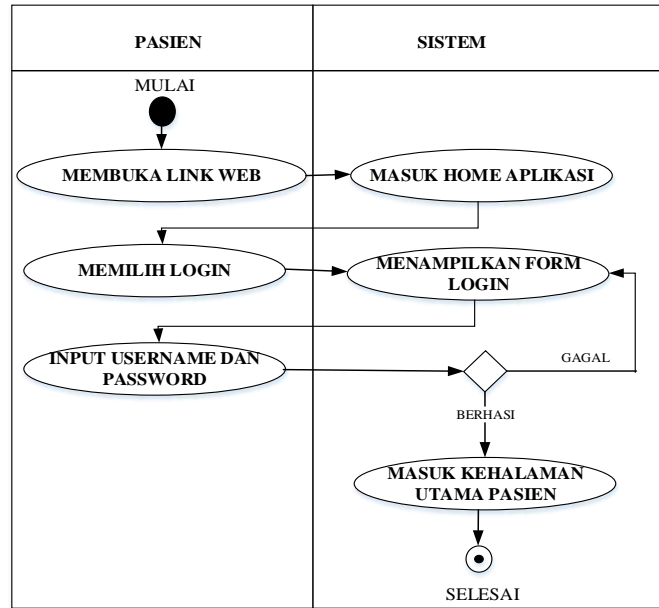 PASIEN
SISTEM
MULAI
MEMBUKA LINK WEB
MASUK HOME APLIKASI
MEMILIH LOGIN
MENAMPILKAN FORM
LOGIN
INPUT USERNAME DAN
PASSWORD
GAGAL
BERHASI
MASUK KEHALAMAN
UTAMA PASIEN
SELESAI